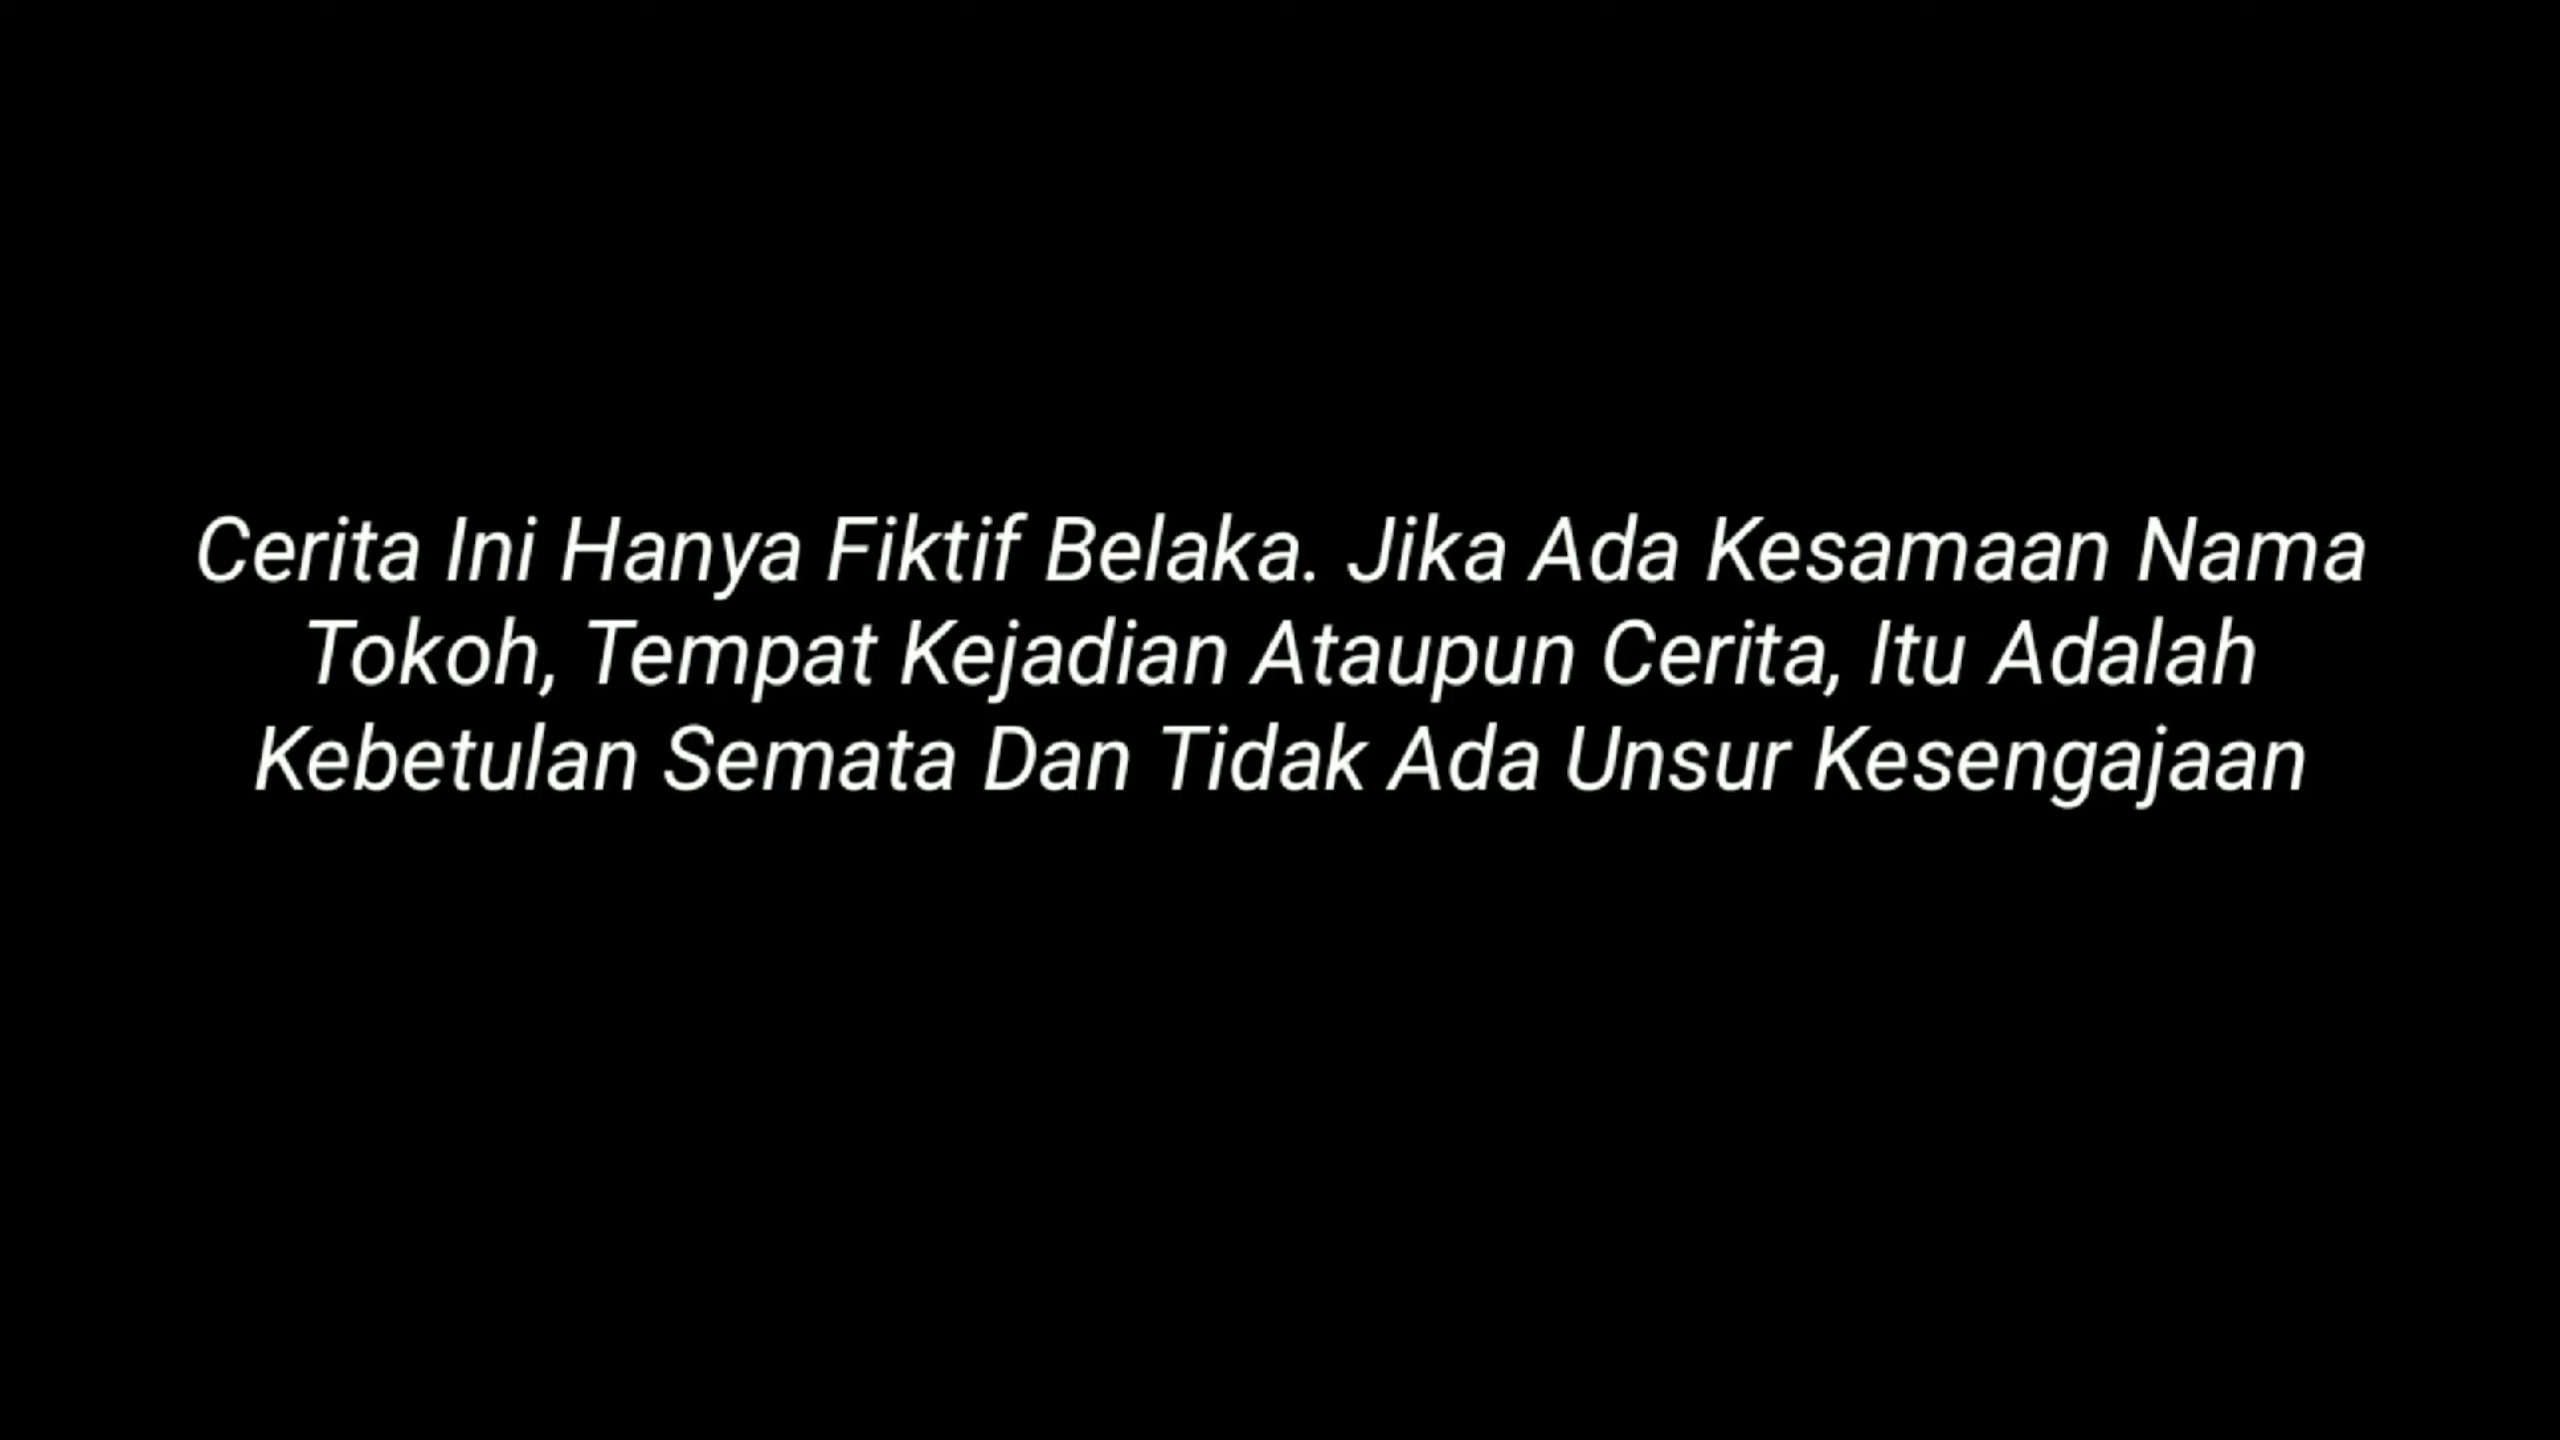 Cerita Ini Hanya Fiktif Belaka. Jika Ada Kesamaan Nama
Tokoh, Tempat Kejadian Ataupun Cerita, Itu Adalah
Kebetulan Semata Dan Tidak Ada Unsur Kesengajaan